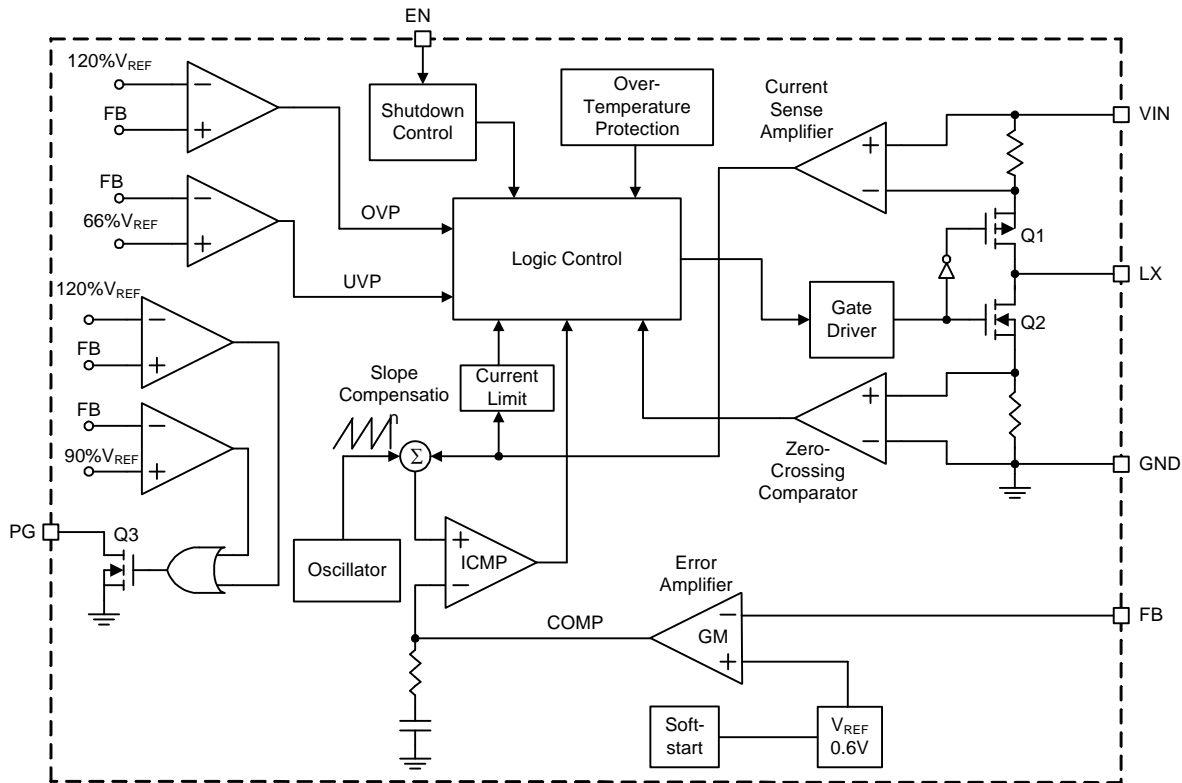 EN
120%VREF
FB
FB
66%VREF
120%VREF
FB
FB
90%VREF
Shutdown
Control
Over-
Temperature
Protection
Current
Sense
Amplifier
VIN
Q1
LX
Q2
OVP
UVP
Logic Control
Gate
Driver
Slope
Compensatio
n
Current
Limit
Σ
Zero-
Crossing
Comparator
GND
PG
Q3
Oscillator
ICMP
COMP
Error
Amplifier
GM
FB
Soft-
start
VREF
0.6V